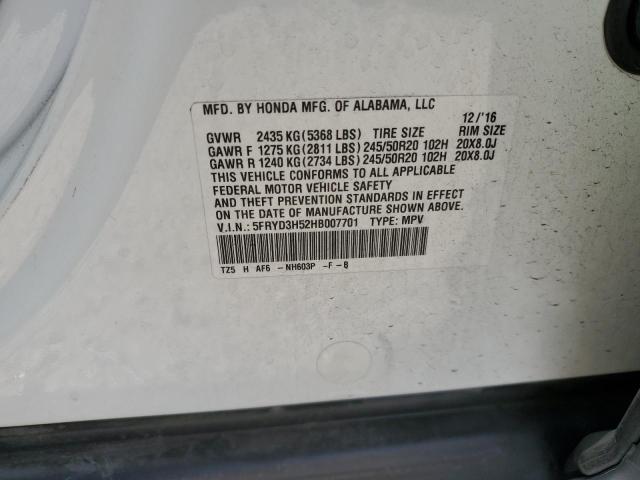 MFD. BY HONDA MFG. OF ALABAMA, LLC
12/'16
GVWR 2435 KG (5368 LBS) TIRE SIZE RIM SIZE
GAWR F 1275 KG (2811 LBS) 245/50R20 102H 20X8.0J
GAWR R 1240 KG (2734 LBS) 245/50R20 102H 20X8.0J
THIS VEHICLE CONFORMS TO ALL APPLICABLE
FEDERAL MOTOR VEHICLE SAFETY
AND THEFT PREVENTION STANDARDS IN EFFECT
ON THE DATE OF MANUFACTURE SHOWN ABOVE.
V.I.N.: 5FRYD3H52HB007701 TYPE: MPV
TZ5 H AF6 -NH603P -F-B